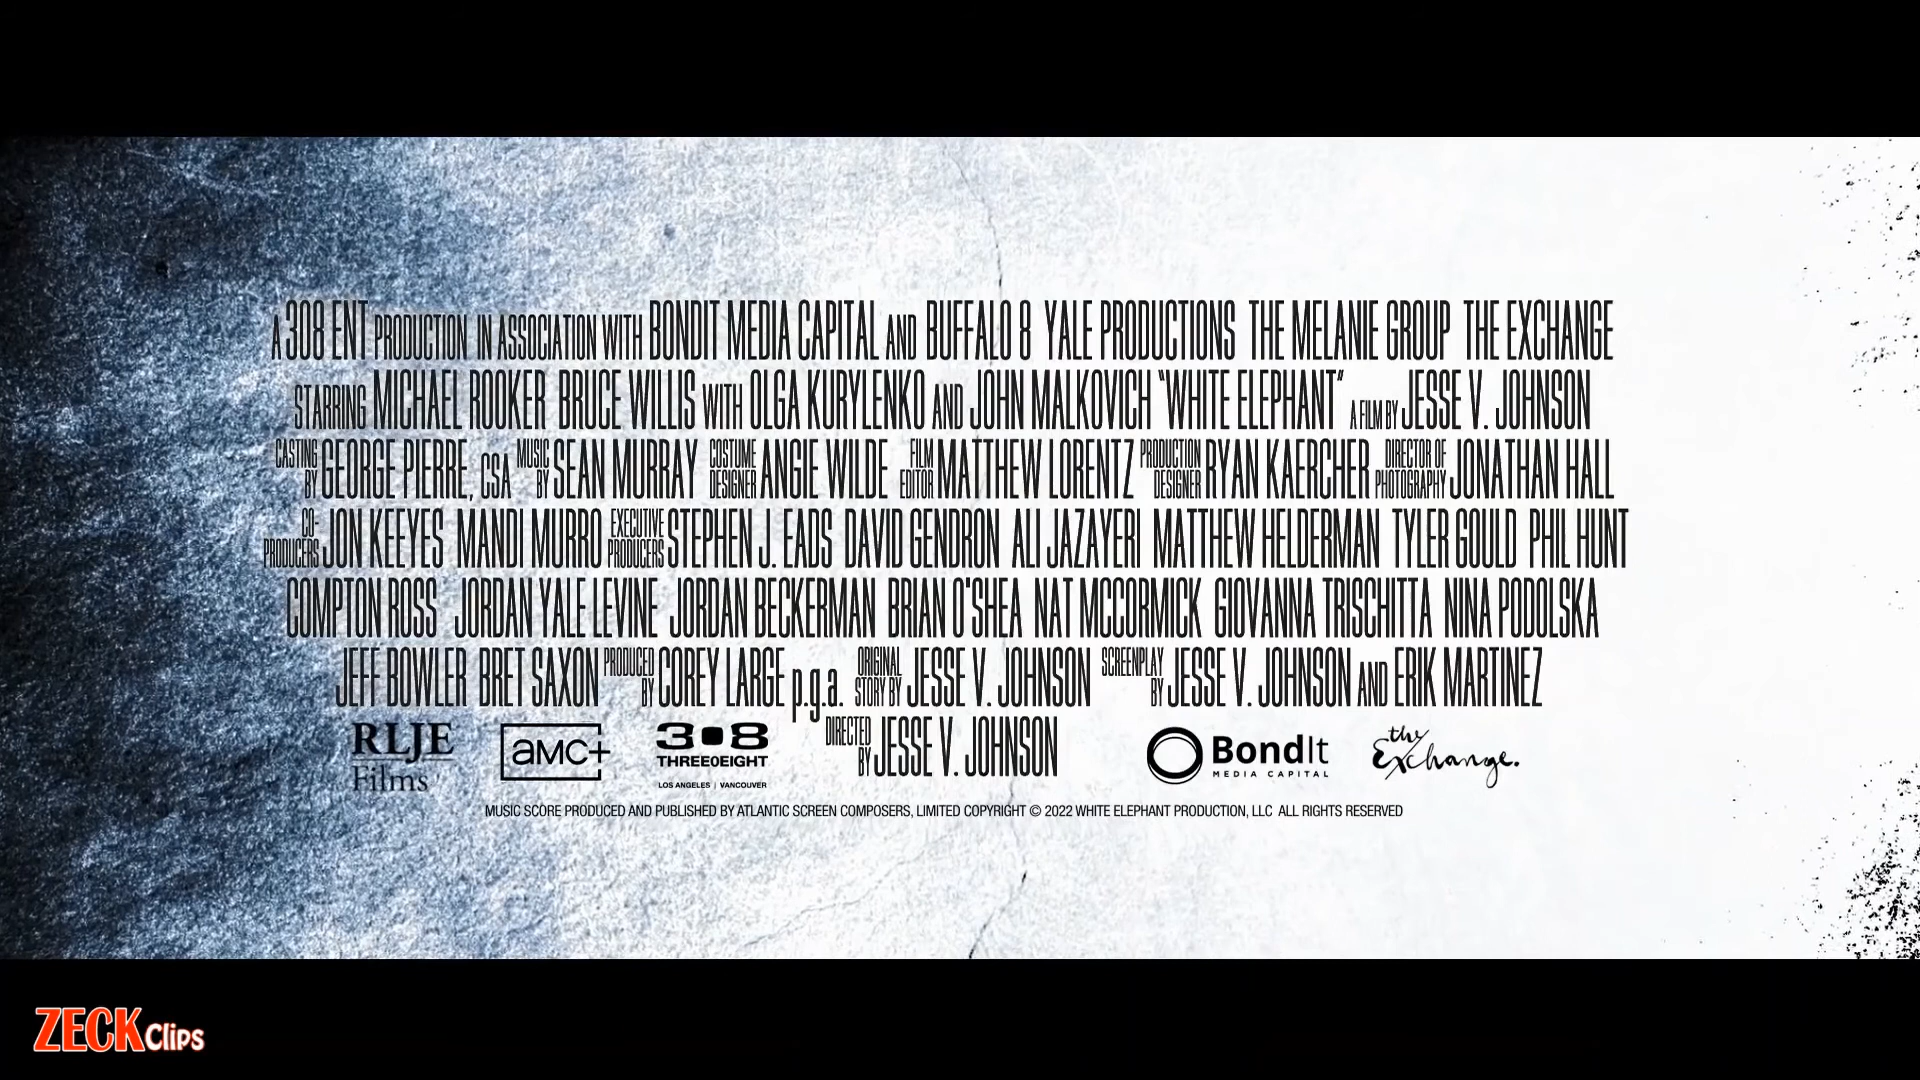 A 308 ENT PRODUCTION IN ASSOCIATION WITH BONDIT MEDIA CAPITAL AND BUFFALO 8 YALE PRODUCTIONS THE MELANIE GROUP THE EXCHANGE
STARRING MICHAEL ROOKER BRUCE WILLIS WITH OLGA KURYLENKO AND JOHN MALKOVICH "WHITE ELEPHANT" A FILM BY JESSE V. JOHNSON
CASTING BY GEORGE PIERRE, CSA MUSIC BY SEAN MURRAY COSTUME DESIGNER ANGIE WILDE FILM EDITOR MATTHEW LORENTZ PRODUCTION DESIGNER RYAN KAERCHER DIRECTOR OF PHOTOGRAPHY JONATHAN HALL
CO-PRODUCERS JON KEEYES MANDI MURRO EXECUTIVE PRODUCERS STEPHEN J. EADS DAVID GENDRON ALI JAZAYERI MATTHEW HELDERMAN TYLER GOULD PHIL HUNT
COMPTON ROSS JORDAN YALE LEVINE JORDAN BECKERMAN BRIAN O'SHEA NAT MCCORMICK GIOVANNA TRISCHITTA NINA PODOLSKA
JEFF BOWLER BRET SAXON PRODUCED BY COREY LARGE p.g.a. ORIGINAL STORY BY JESSE V. JOHNSON SCREENPLAY BY JESSE V. JOHNSON AND ERIK MARTINEZ
DIRECTED BY JESSE V. JOHNSON
RLJE Films
amc+
3•8
THREE0EIGHT
LOS ANGELES | VANCOUVER
BondIt
MEDIA CAPITAL
the Exchange.
MUSIC SCORE PRODUCED AND PUBLISHED BY ATLANTIC SCREEN COMPOSERS, LIMITED COPYRIGHT © 2022 WHITE ELEPHANT PRODUCTION, LLC ALL RIGHTS RESERVED
ZECK Clips